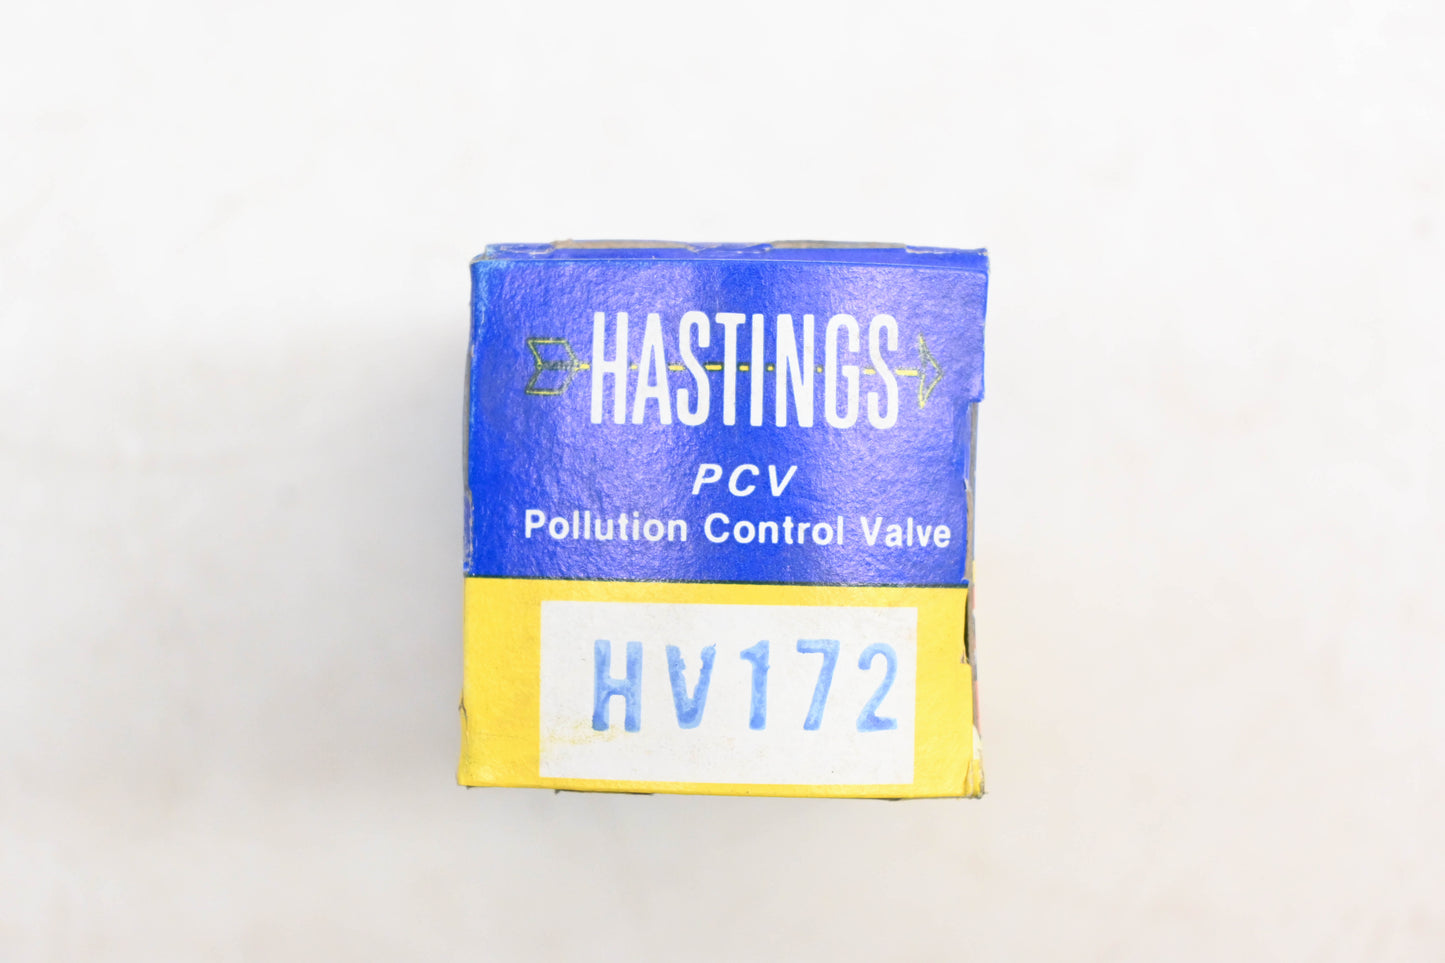 HASTINGS
PCV
Pollution Control Valve
HV172